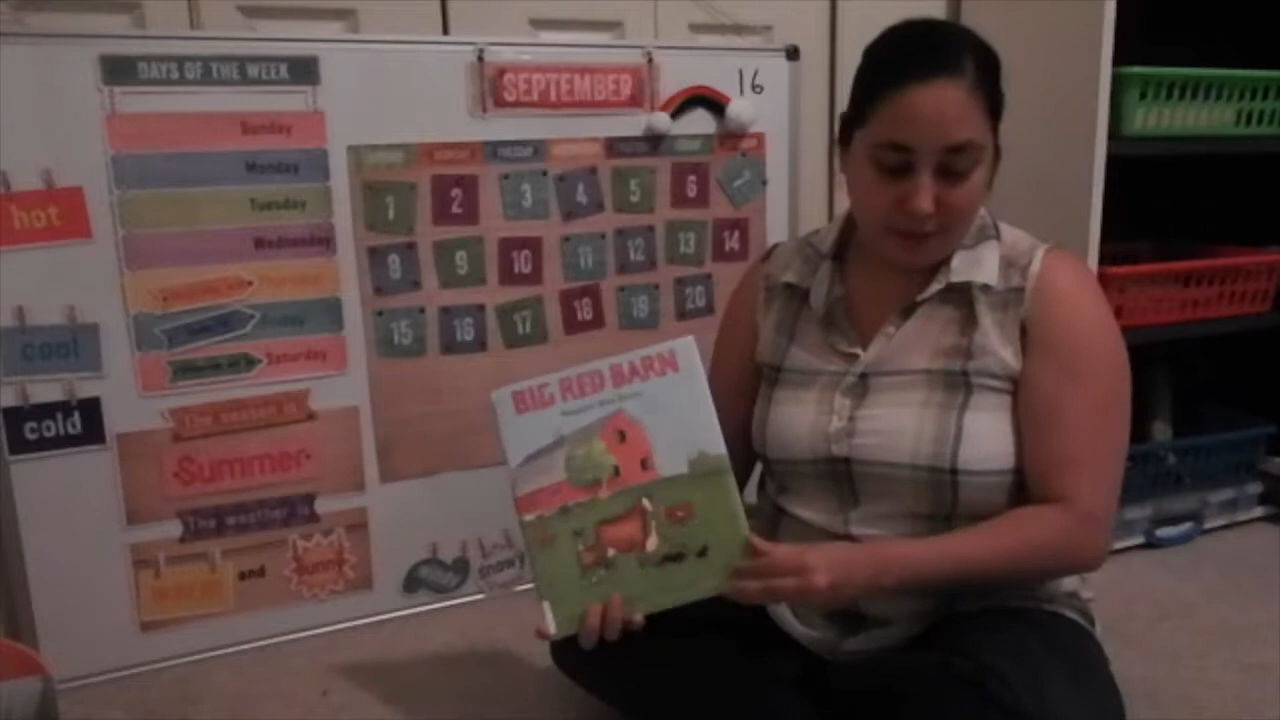 DAYS OF THE WEEK
Sunday
Monday
Tuesday
Wednesday
Friday
Saturday
hot
cool
cold
The season is
Summer
The weather is
and
sunny
snowy
SEPTEMBER
16
1 2 3 4 5 6
8 9 10 11 12 13 14
15 16 17 18 19 20
BIG RED BARN